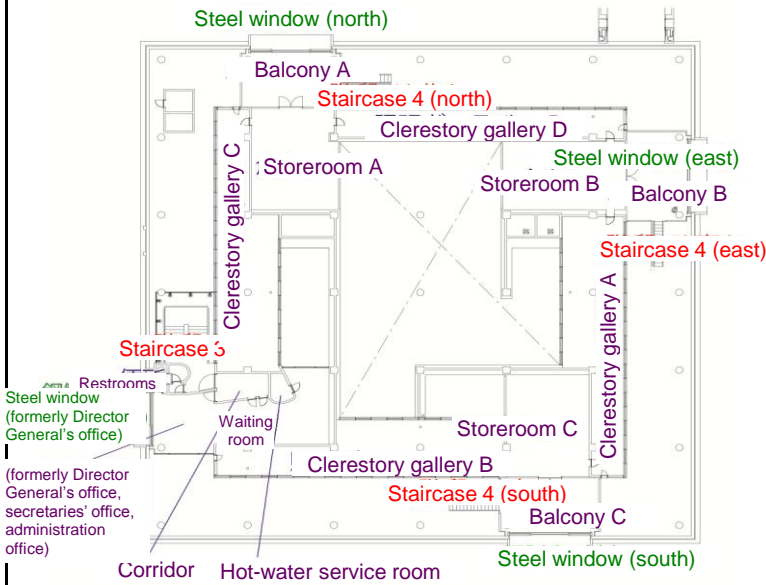 Steel window (north)
Balcony A
Staircase 4 (north)
Clerestory gallery D
Clerestory gallery C
Storeroom A
Steel window (east)
Storeroom B
Balcony B
Staircase 4 (east)
Clerestory gallery A
Staircase 3
Restrooms
Steel window
(formerly Director
General's office)
Waiting
room
Storeroom C
Clerestory gallery B
(formerly Director
General's office,
secretaries' office,
administration
office)
Staircase 4 (south)
Balcony C
Steel window (south)
Corridor
Hot-water service room